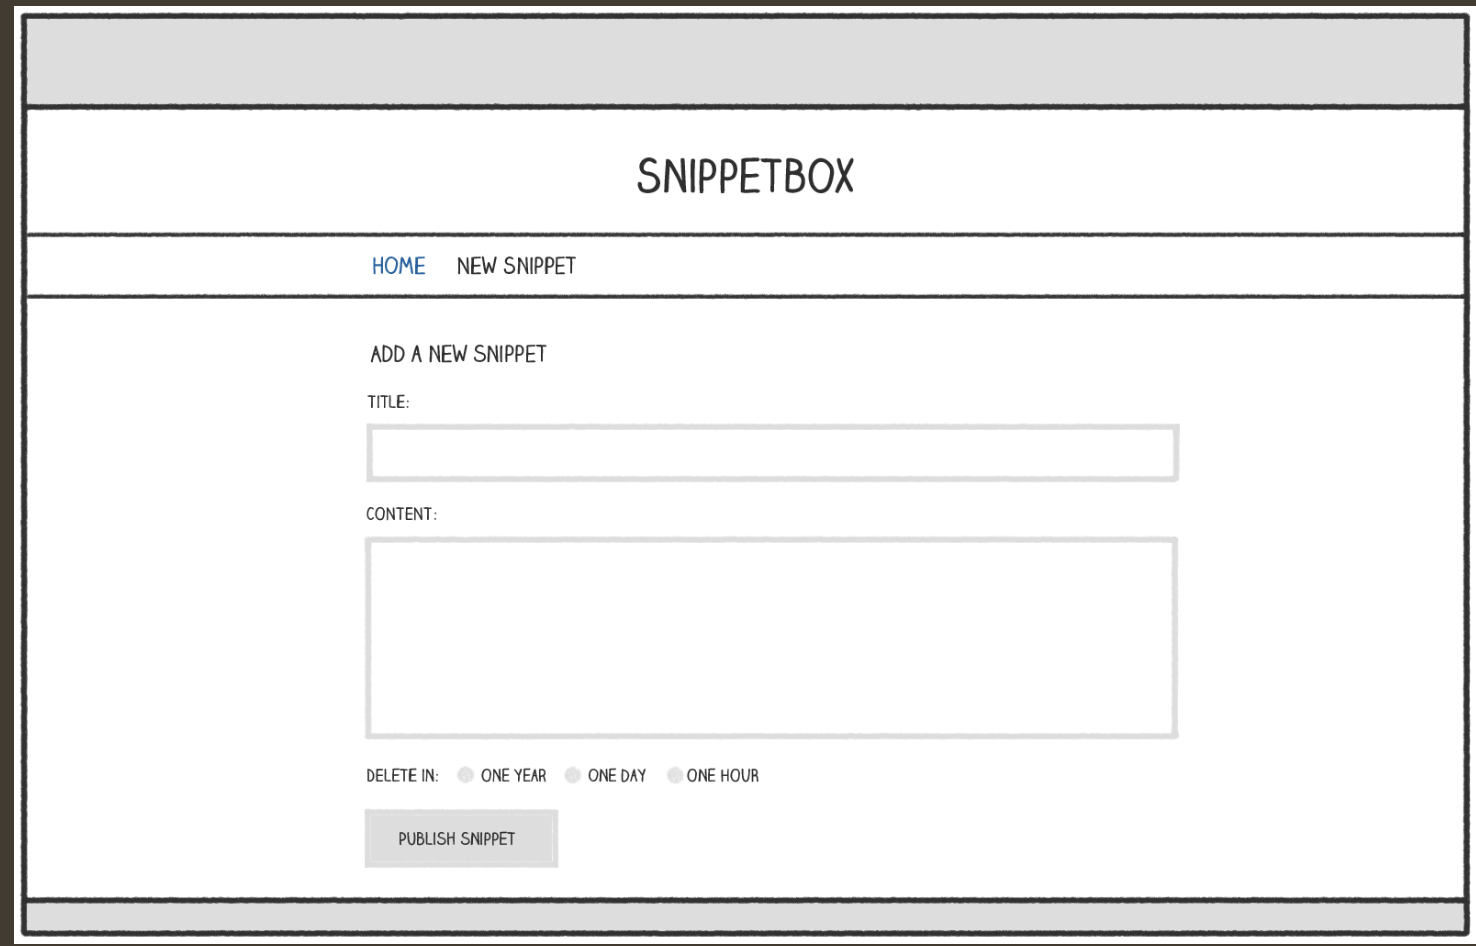 SNIPPETBOX
HOME NEW SNIPPET
ADD A NEW SNIPPET
TITLE:
CONTENT:
DELETE IN: ONE YEAR ONE DAY ONE HOUR
PUBLISH SNIPPET